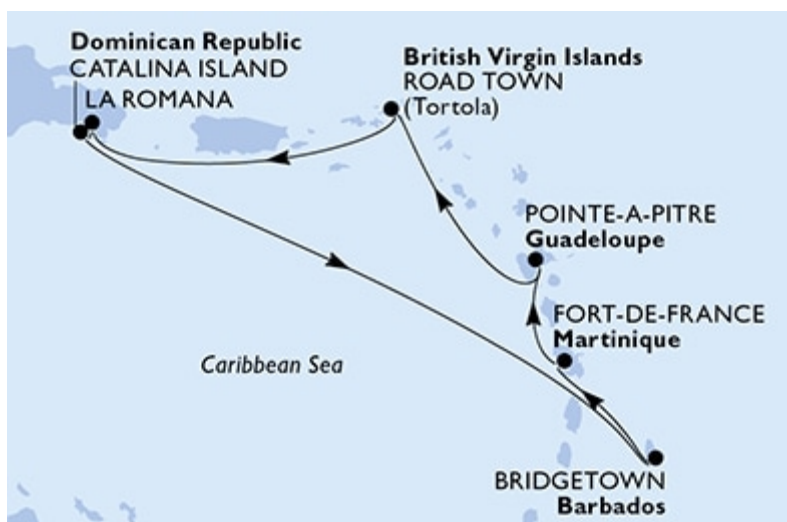 Dominican Republic
CATALINA ISLAND
LA ROMANA
British Virgin Islands
ROAD TOWN
(Tortola)
POINTE-A-PITRE
Guadeloupe
FORT-DE-FRANCE
Martinique
Caribbean Sea
BRIDGETOWN
Barbados